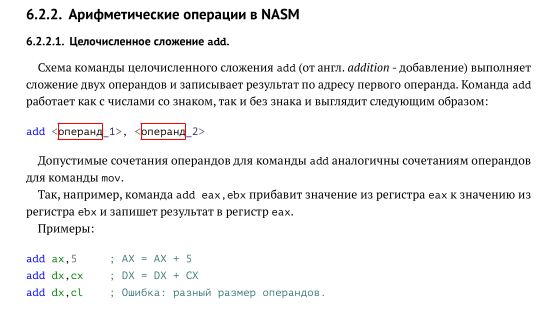 6.2.2. Арифметические операции в NASM
6.2.2.1. Целочисленное сложение add.
Схема команды целочисленного сложения add (от англ. addition - добавление) выполняет
сложение двух операндов и записывает результат по адресу первого операнда. Команда add
работает как с числами со знаком, так и без знака и выглядит следующим образом:
add <операнд_1>, <операнд_2>
Допустимые сочетания операндов для команды add аналогичны сочетаниям операндов
для команды mov.
Так, например, команда add eax,ebx прибавит значение из регистра eax к значению из
регистра ebx и запишет результат в регистр eax.
Примеры:
add ax,5 ; AX = AX + 5
add dx,cx ; DX = DX + CX
add dx,cl ; Ошибка: разный размер операндов.